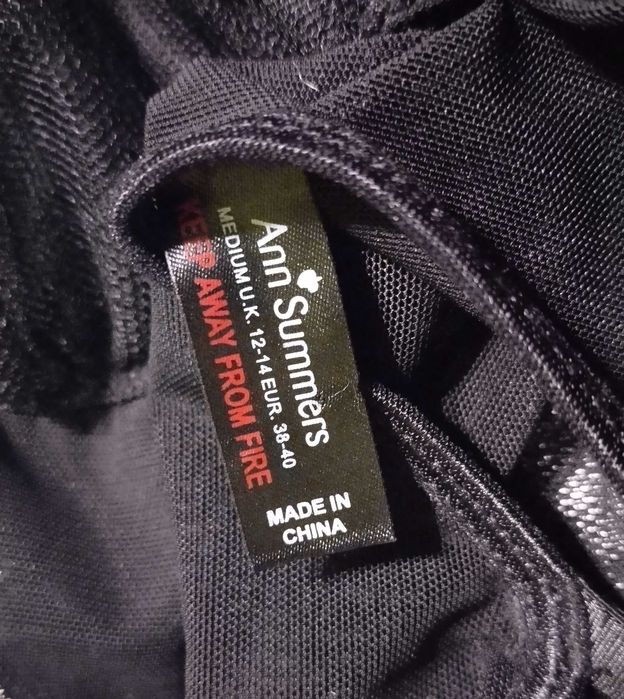 Ann Summers
MEDIUM U.K. 12-14 EUR. 38-40
KEEP AWAY FROM FIRE
MADE IN
CHINA